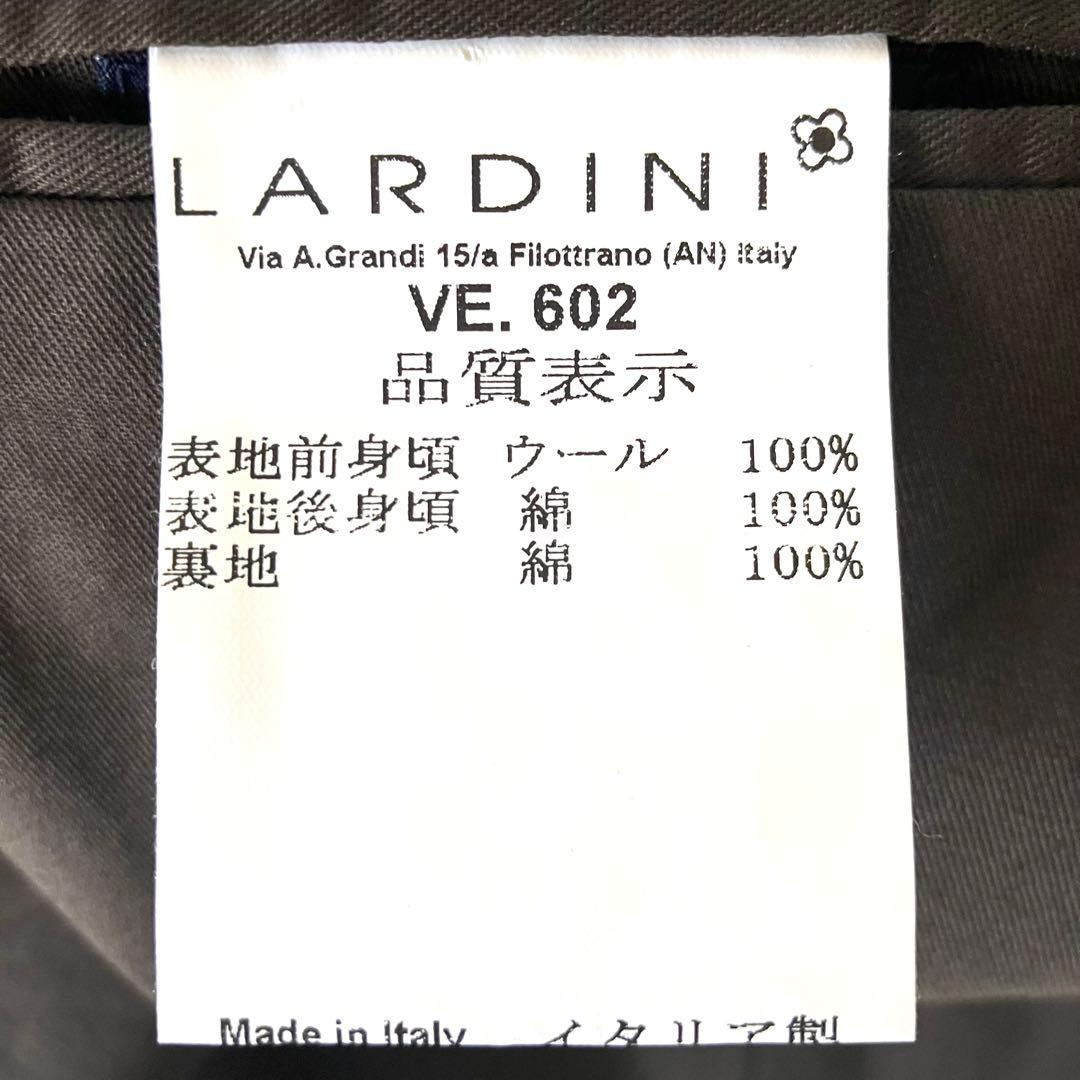 LARDINI
Via A.Grandi 15/a Filottrano (AN) Italy
VE. 602
品質表示
表地前身頃 ウール 100%
表地後身頃 綿 100%
裏地 綿 100%
Made in Italy イタリア製